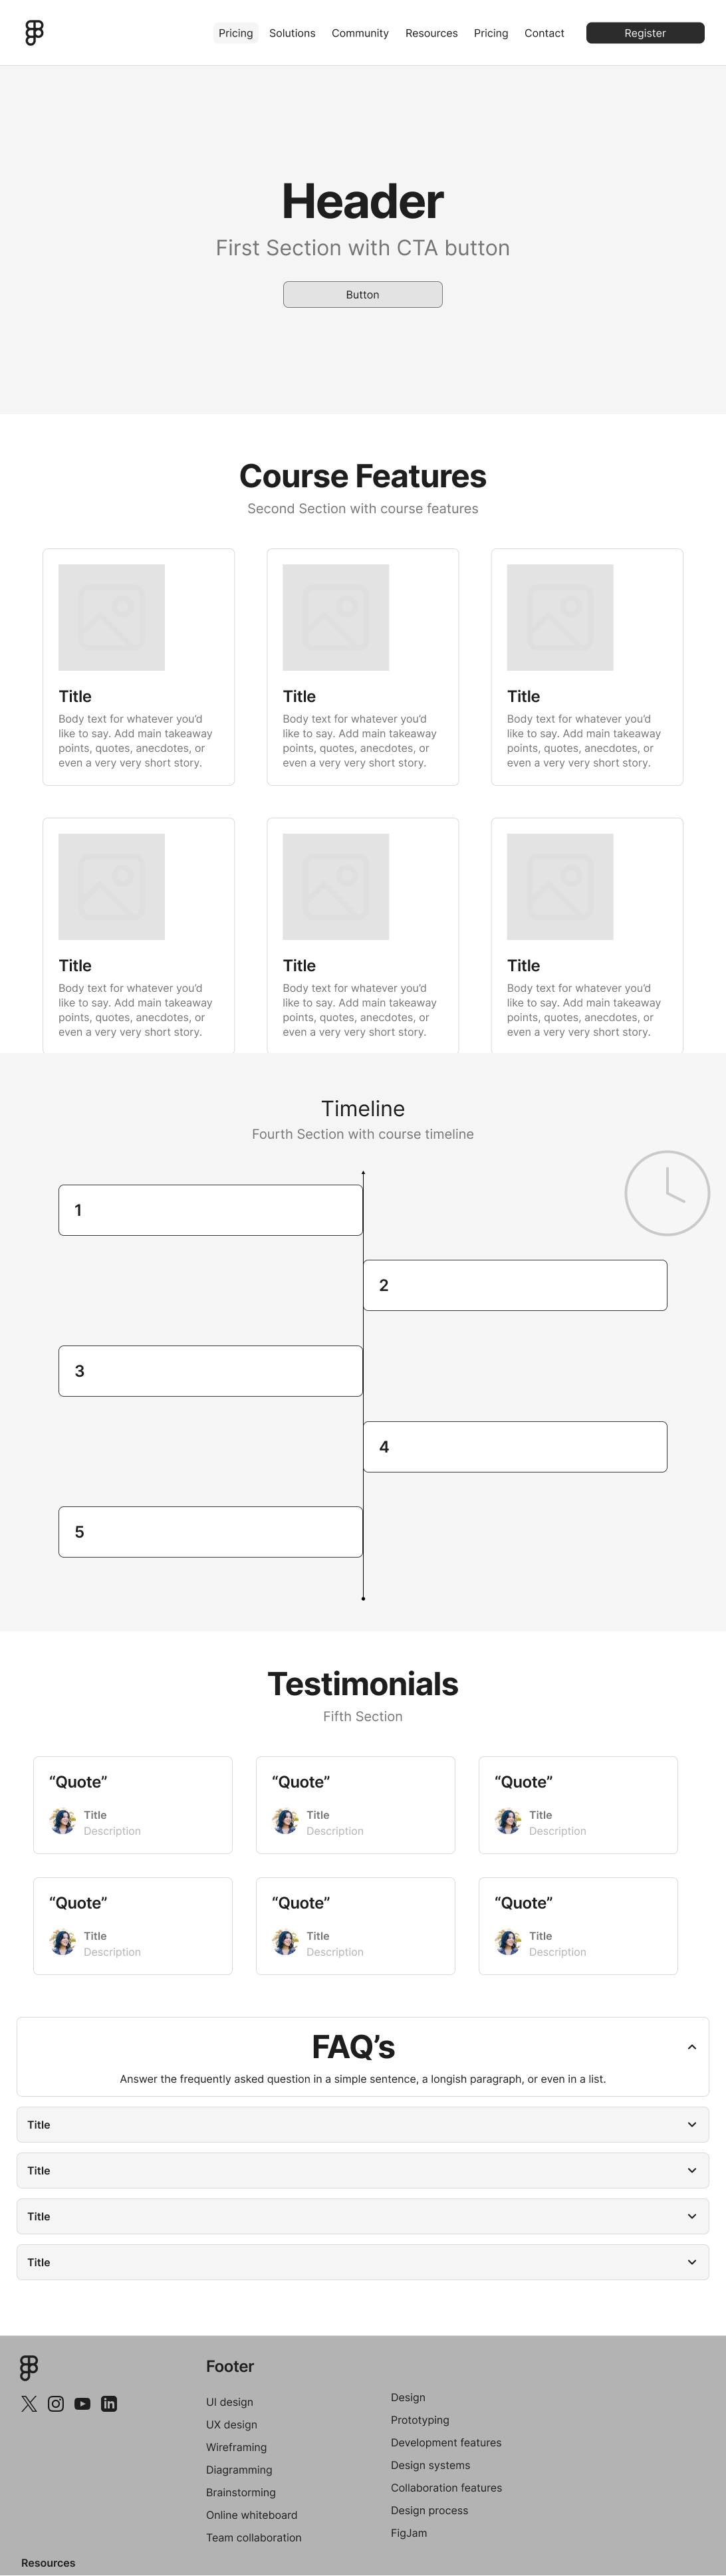 Pricing
Solutions
Community
Resources
Pricing
Contact
Register
Header
First Section with CTA button
Button
Course Features
Second Section with course features
Title
Body text for whatever you'd
like to say. Add main takeaway
points, quotes, anecdotes, or
even a very very short story.
Title
Body text for whatever you'd
like to say. Add main takeaway
points, quotes, anecdotes, or
even a very very short story.
Title
Body text for whatever you'd
like to say. Add main takeaway
points, quotes, anecdotes, or
even a very very short story.
Title
Body text for whatever you'd
like to say. Add main takeaway
points, quotes, anecdotes, or
even a very very short story.
Title
Body text for whatever you'd
like to say. Add main takeaway
points, quotes, anecdotes, or
even a very very short story.
Title
Body text for whatever you'd
like to say. Add main takeaway
points, quotes, anecdotes, or
even a very very short story.
Timeline
Fourth Section with course timeline
1
2
3
4
5
Testimonials
Fifth Section
“Quote”
Title
Description
“Quote”
Title
Description
“Quote”
Title
Description
“Quote”
Title
Description
“Quote”
Title
Description
“Quote”
Title
Description
FAQ's
Answer the frequently asked question in a simple sentence, a longish paragraph, or even in a list.
Title
Title
Title
Title
Footer
UI design
UX design
Wireframing
Diagramming
Brainstorming
Online whiteboard
Team collaboration
Design
Prototyping
Development features
Design systems
Collaboration features
Design process
FigJam
Resources